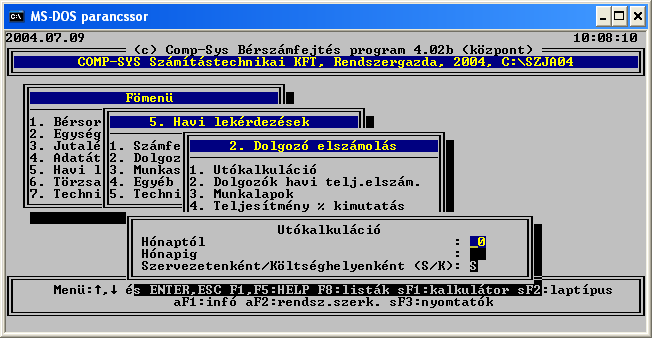 MS-DOS parancssor
2004.07.09 10:08:10
(c) Comp-Sys Bérszámfejtés program 4.02b (központ)
COMP-SYS Számítástechnikai KFT, Rendszergazda, 2004, C:\SZJA04
Fömenü
1. Bérsor
2. Egység
3. Jutalé
4. Adatát
5. Havi l
6. Törzsa
7. Techni
5. Havi lekérdezések
1. Számfe
2. Dolgoz
3. Munkas
4. Egyéb
5. Techni
2. Dolgozó elszámolás
1. Utókalkuláció
2. Dolgozók havi telj.elszám.
3. Munkalapok
4. Teljesítmény % kimutatás
Utókalkuláció
Hónaptól : _0
Hónapig :
Szervezetenként/Költséghelyenként (S/K): S
Menü:↑,↓ és ENTER,ESC F1,F5:HELP F8:listák sF1:kalkulátor sF2:laptípus
aF1:infó aF2:rendsz.szerk. sF3:nyomtatók